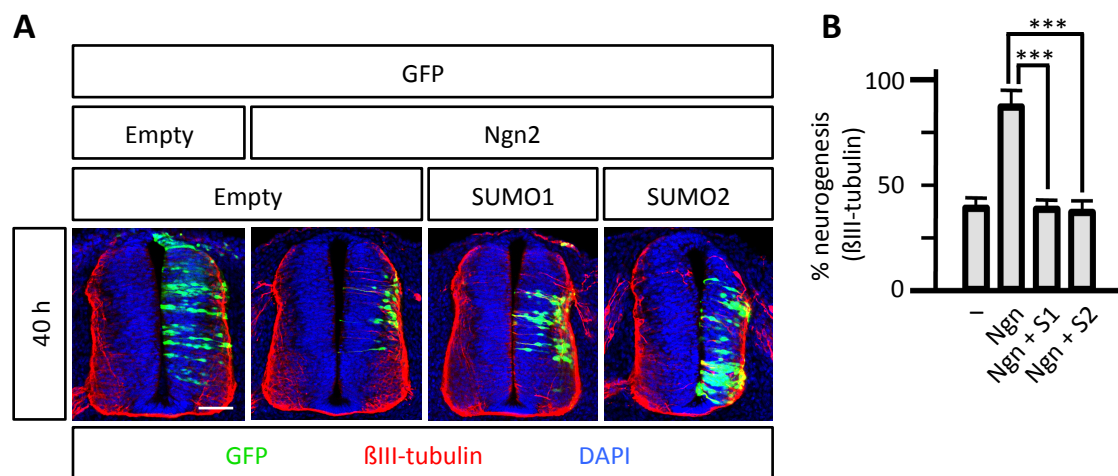 A
GFP
Empty
Ngn2
Empty
SUMO1
SUMO2
40 h
GFP
ßIII-tubulin
DAPI
B
***
***
% neurogenesis
(ßIII-tubulin)
100
50
0
–
Ngn
Ngn + S1
Ngn + S2